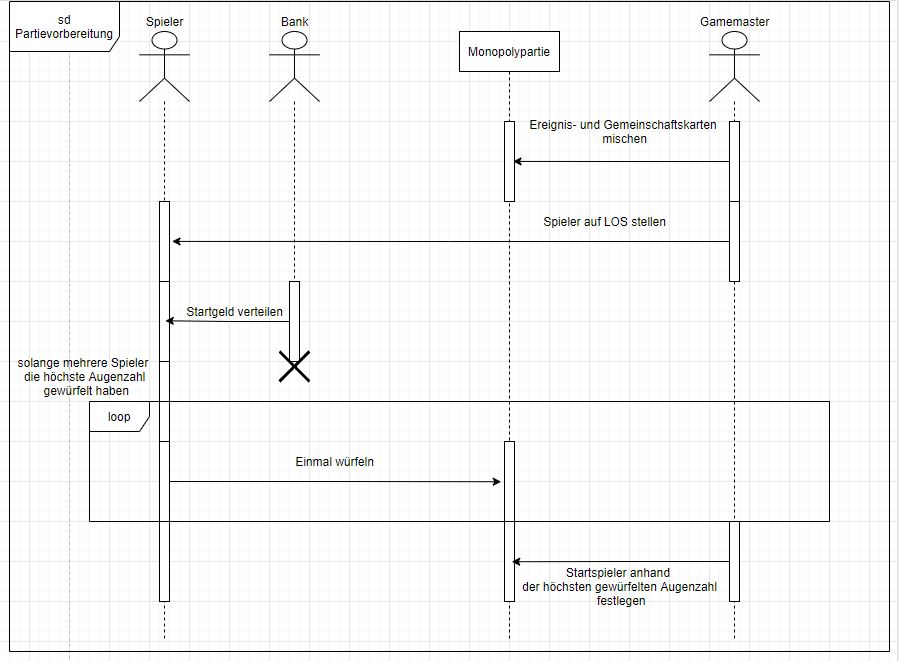 sd
Partievorbereitung
Spieler
Bank
Monopolypartie
Gamemaster
Ereignis- und Gemeinschaftskarten
mischen
Spieler auf LOS stellen
Startgeld verteilen
solange mehrere Spieler
die höchste Augenzahl
gewürfelt haben
loop
Einmal würfeln
Startspieler anhand
der höchsten gewürfelten Augenzahl
festlegen